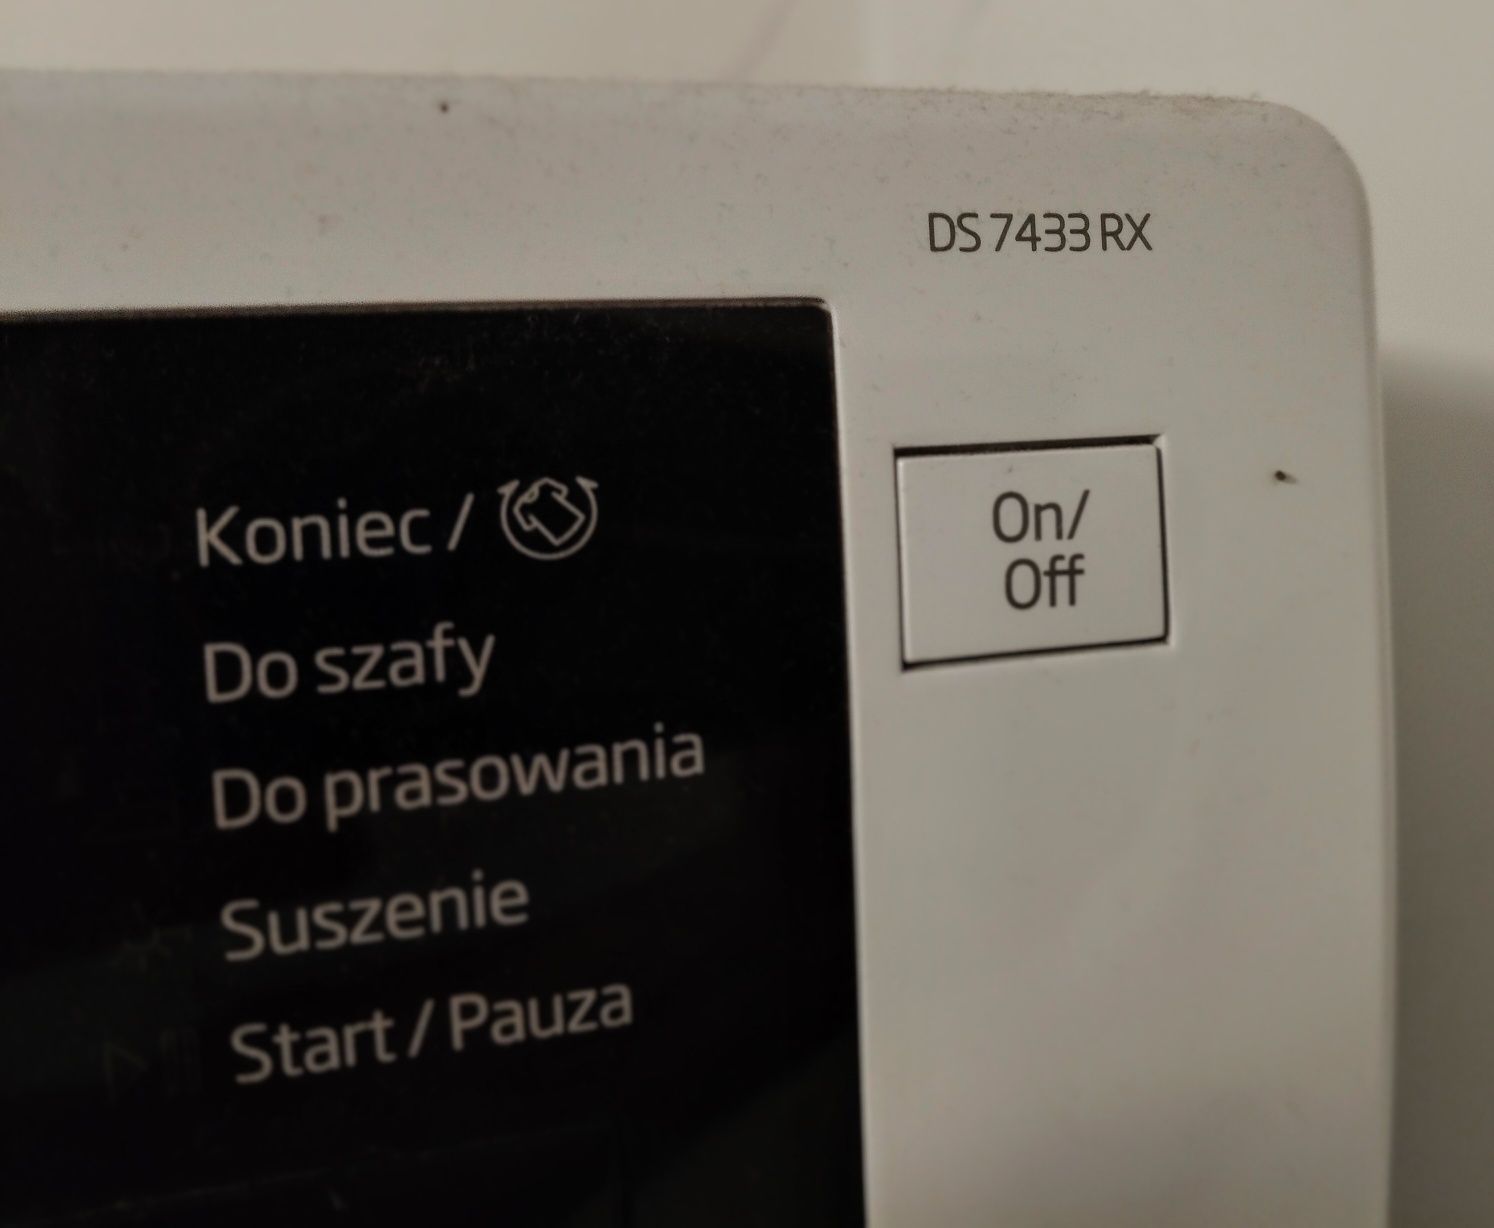 DS 7433 RX
On/
Off
Koniec /
Do szafy
Do prasowania
Suszenie
Start / Pauza